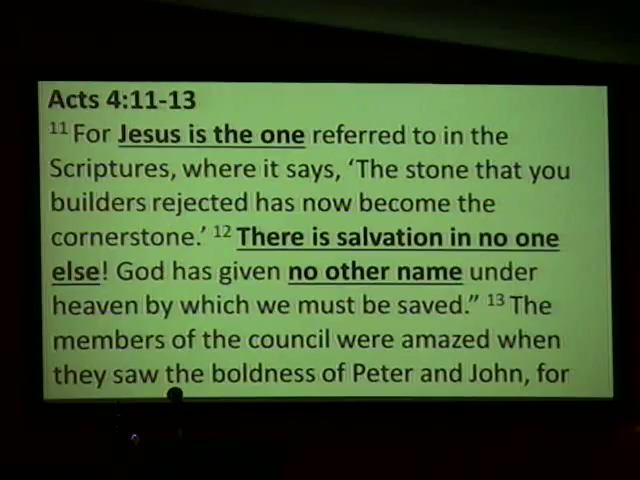 Acts 4:11-13
11 For Jesus is the one referred to in the
Scriptures, where it says, ‘The stone that you
builders rejected has now become the
cornerstone.’ 12 There is salvation in no one
else! God has given no other name under
heaven by which we must be saved.” 13 The
members of the council were amazed when
they saw the boldness of Peter and John, for